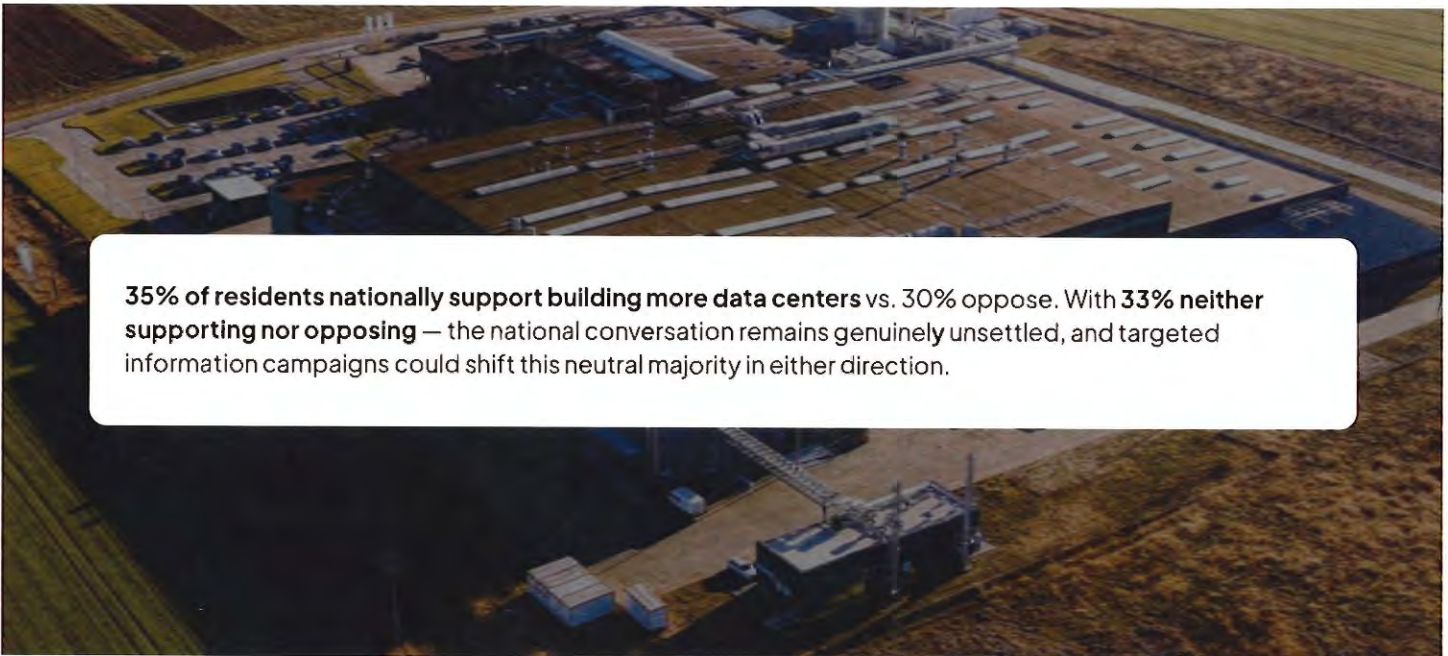 35% of residents nationally support building more data centers vs. 30% oppose. With 33% neither
supporting nor opposing — the national conversation remains genuinely unsettled, and targeted
information campaigns could shift this neutral majority in either direction.